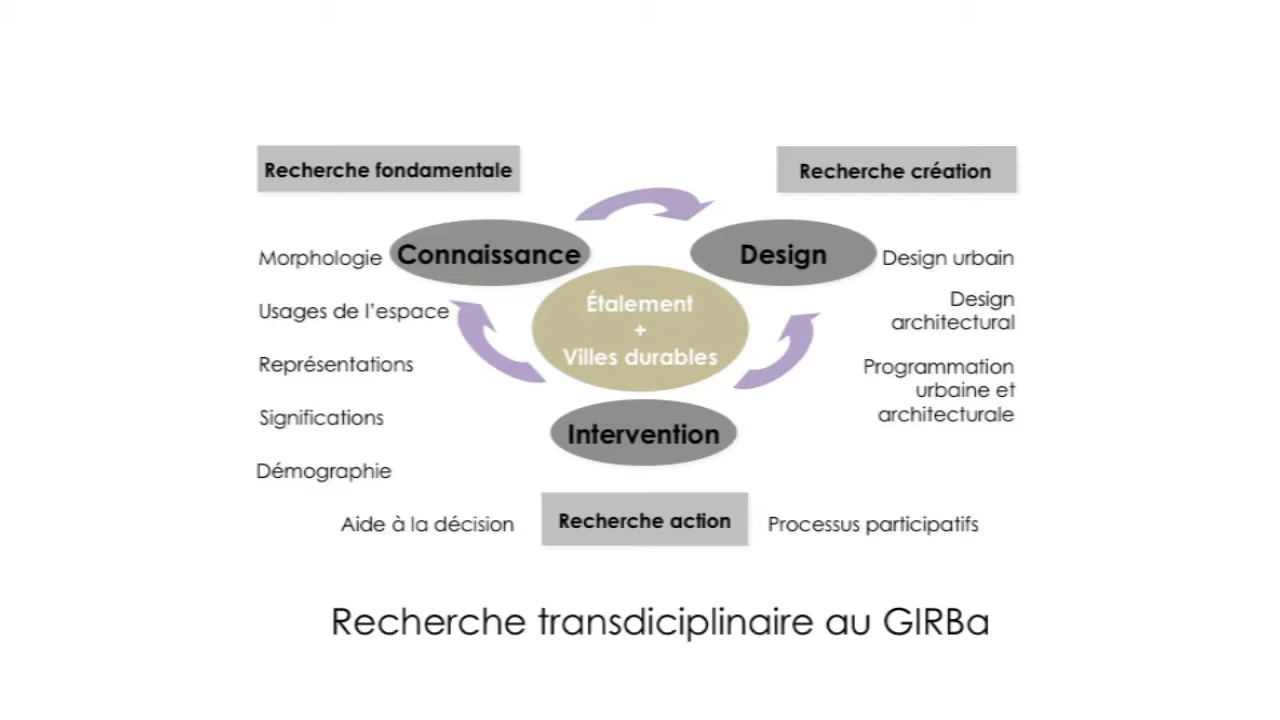 Recherche fondamentale
Recherche création
Connaissance
Design
Morphologie
Usages de l'espace
Représentations
Significations
Démographie
Étalement
+
Villes durables
Design urbain
Design
architectural
Programmation
urbaine et
architecturale
Intervention
Aide à la décision
Recherche action
Processus participatifs
Recherche transdiciplinaire au GIRBa